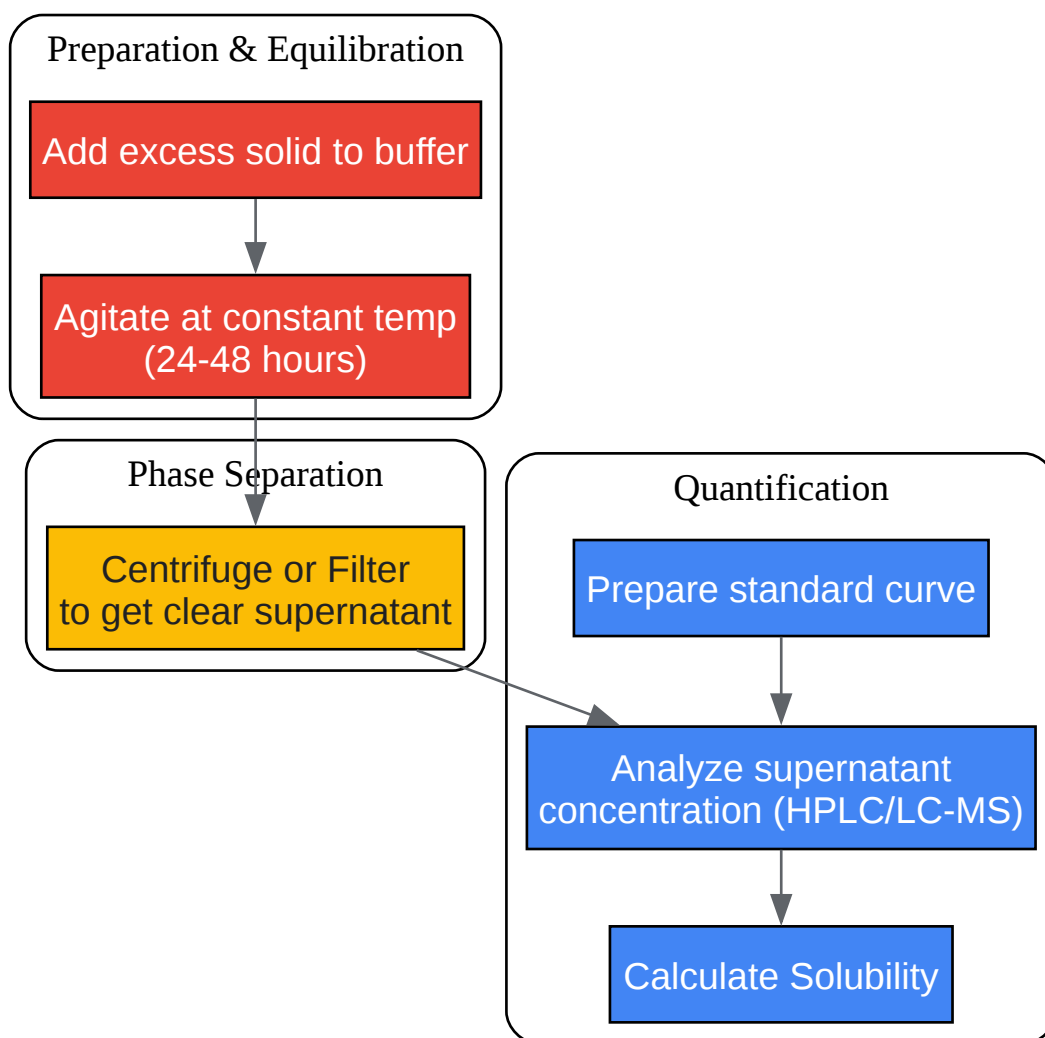 Preparation & Equilibration
Add excess solid to buffer
Agitate at constant temp
(24-48 hours)
Phase Separation
Centrifuge or Filter
to get clear supernatant
Quantification
Prepare standard curve
Analyze supernatant
concentration (HPLC/LC-MS)
Calculate Solubility